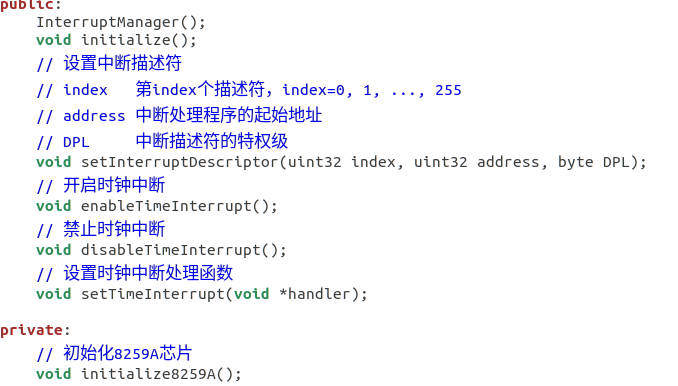 public:
    InterruptManager();
    void initialize();
    // 设置中断描述符
    // index   第index个描述符，index=0, 1, ..., 255
    // address 中断处理程序的起始地址
    // DPL     中断描述符的特权级
    void setInterruptDescriptor(uint32 index, uint32 address, byte DPL);
    // 开启时钟中断
    void enableTimeInterrupt();
    // 禁止时钟中断
    void disableTimeInterrupt();
    // 设置时钟中断处理函数
    void setTimeInterrupt(void *handler);

private:
    // 初始化8259A芯片
    void initialize8259A();